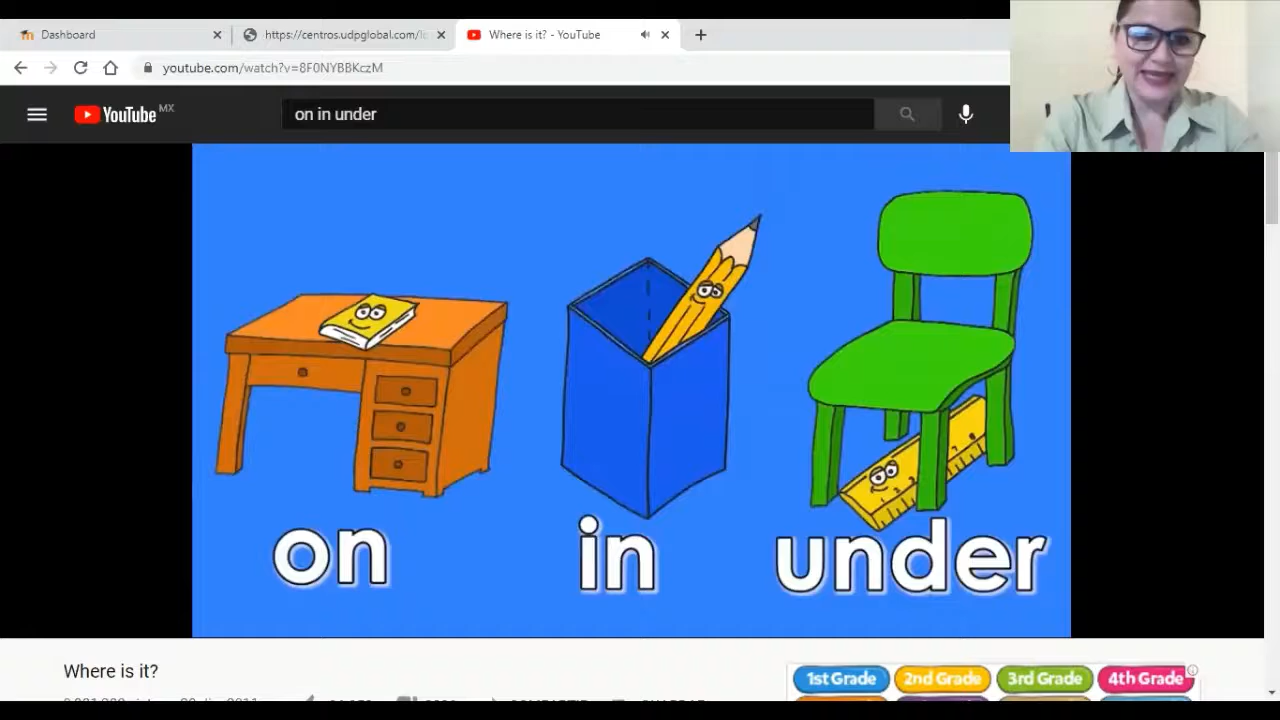 Dashboard
https://centros.udpglobal.com/lo
Where is it? - YouTube
youtube.com/watch?v=8F0NYBBKczM
YouTube MX
on in under
on in under
Where is it?
1st Grade 2nd Grade 3rd Grade 4th Grade